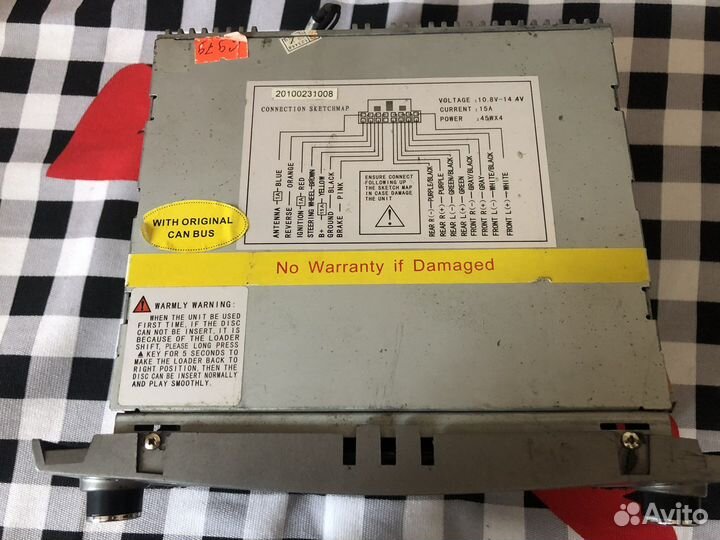 20100231008
CONNECTION SKETCHMAP
VOLTAGE :10.8V-14.4V
CURRENT :15A
POWER :45WX4
ANTENNA [A] BLUE
REVERSE ORANGE
IGNITION [A] RED
STEERING WHEEL BROWN
B+ [A] YELLOW
GROUND BLACK
BRAKE PINK
ENSURE CONNECT
FOLLOWING UP
THE SKETCH MAP
IN CASE DAMAGE
THE UNIT
REAR R(-) PURPLE/BLACK
REAR R(+) PURPLE
REAR L(-) GREEN/BLACK
REAR L(+) GREEN
FRONT R(-) GRAY/BLACK
FRONT R(+) GRAY
FRONT L(-) WHITE/BLACK
FRONT L(+) WHITE
WITH ORIGINAL
CAN BUS
No Warranty if Damaged
WARMLY WARNING:
WHEN THE UNIT BE USED
FIRST TIME, IF THE DISC
CAN NOT BE INSERT. IT IS
BECAUSE OF THE LOADER
SHIFT, PLEASE LONG PRESS
▲ KEY FOR 5 SECONDS TO
MAKE THE LOADER BACK TO
RIGHT POSITION, THEN THE
DISC CAN BE INSERT NORMALLY
AND PLAY SMOOTHLY.
Avito